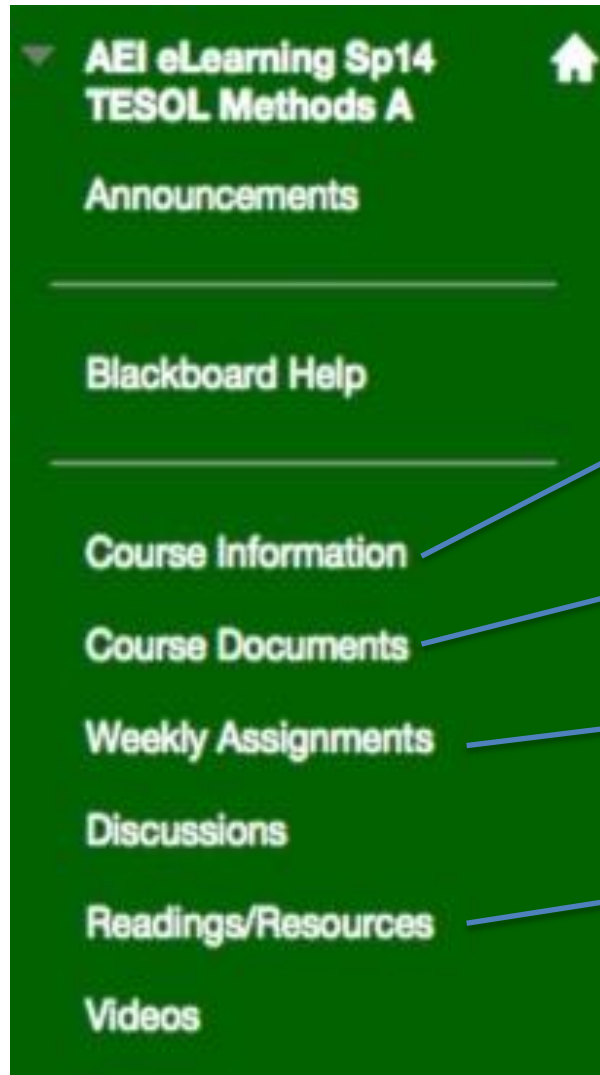 AEI eLearning Sp14
TESOL Methods A
Announcements
Blackboard Help
Course Information
Course Documents
Weekly Assignments
Discussions
Readings/Resources
Videos